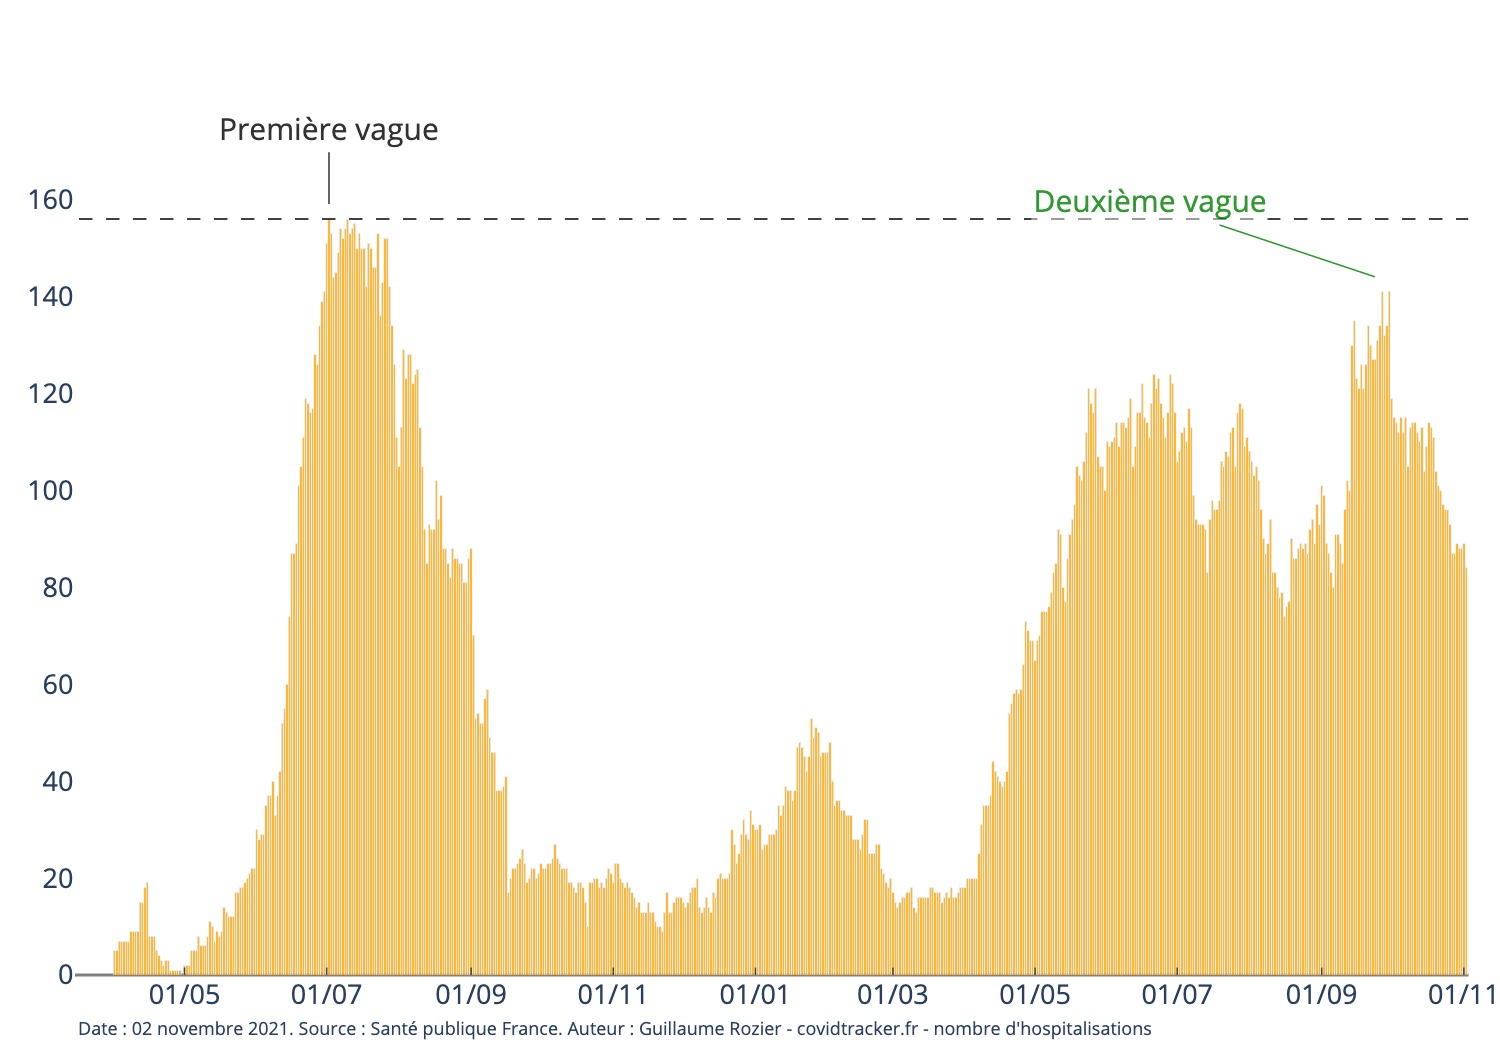 Première vague
160
Deuxième vague
140
120
100
80
60
40
20
0
01/05 01/07 01/09 01/11 01/01 01/03 01/05 01/07 01/09 01/11
Date : 02 novembre 2021. Source : Santé publique France. Auteur : Guillaume Rozier - covidtracker.fr - nombre d'hospitalisations